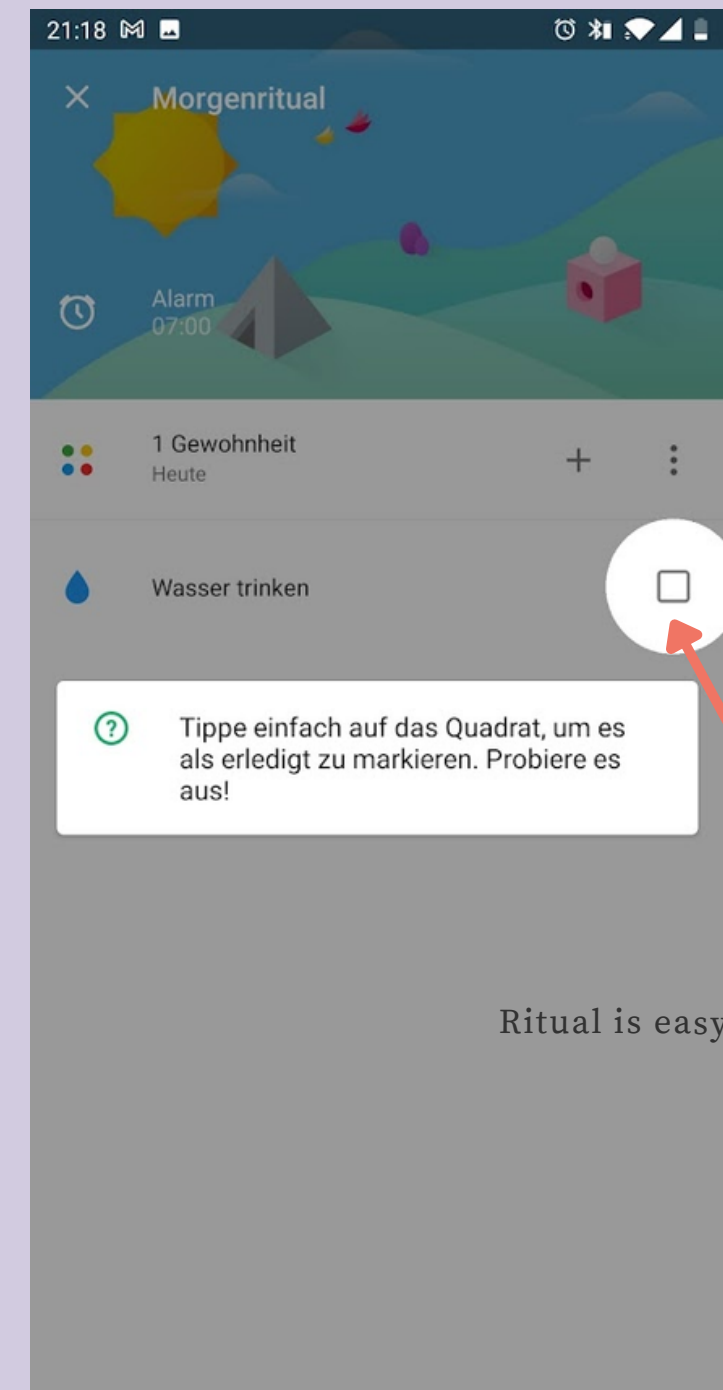 21:18
Morgenritual
Alarm
07:00
1 Gewohnheit
Heute
Wasser trinken
Tippe einfach auf das Quadrat, um es
als erledigt zu markieren. Probiere es
aus!
Ritual is easy